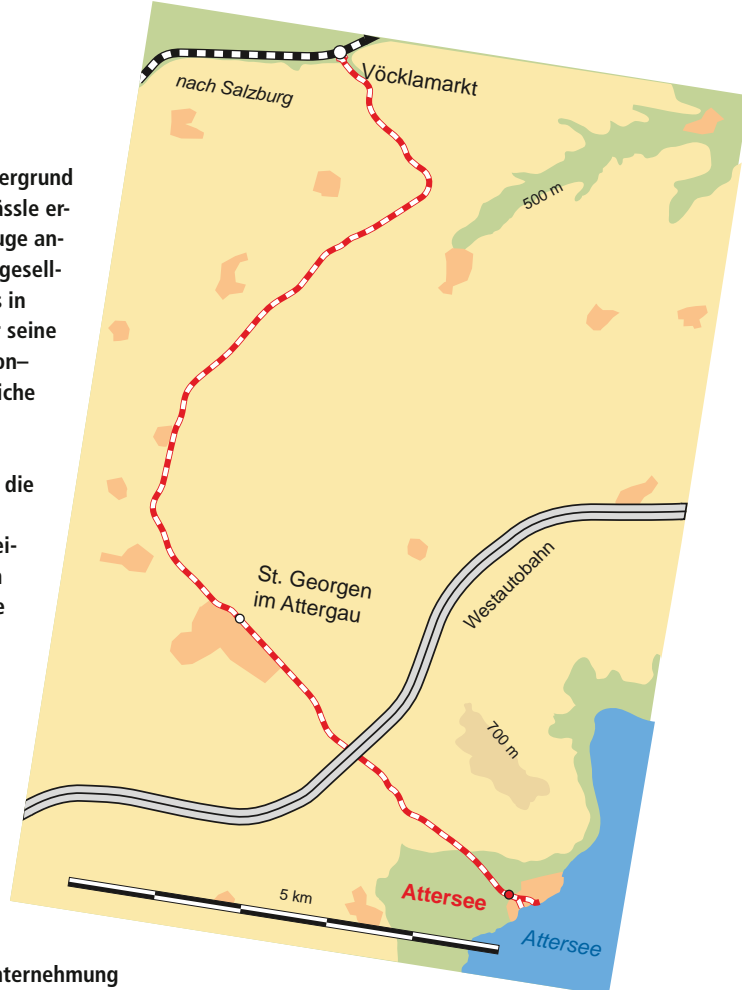 ergrund
ässle er-
uge an-
gesell-
s in
seine
on–
iche
die
ei-
e
nternehmung
Vöcklamarkt
nach Salzburg
500 m
St. Georgen
im Attergau
Westautobahn
700 m
5 km
Attersee
Attersee